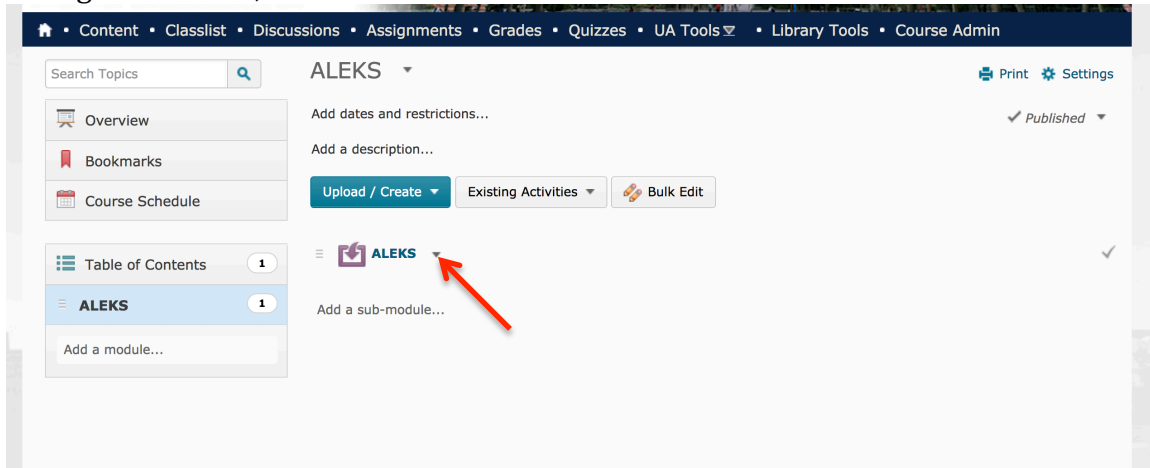 Content • Classlist • Discussions • Assignments • Grades • Quizzes • UA Tools • Library Tools • Course Admin
Search Topics
ALEKS
Print Settings
Overview
Bookmarks
Course Schedule
Add dates and restrictions...
Published
Add a description...
Upload / Create Existing Activities Bulk Edit
Table of Contents 1
ALEKS 1
Add a module...
ALEKS
Add a sub-module...